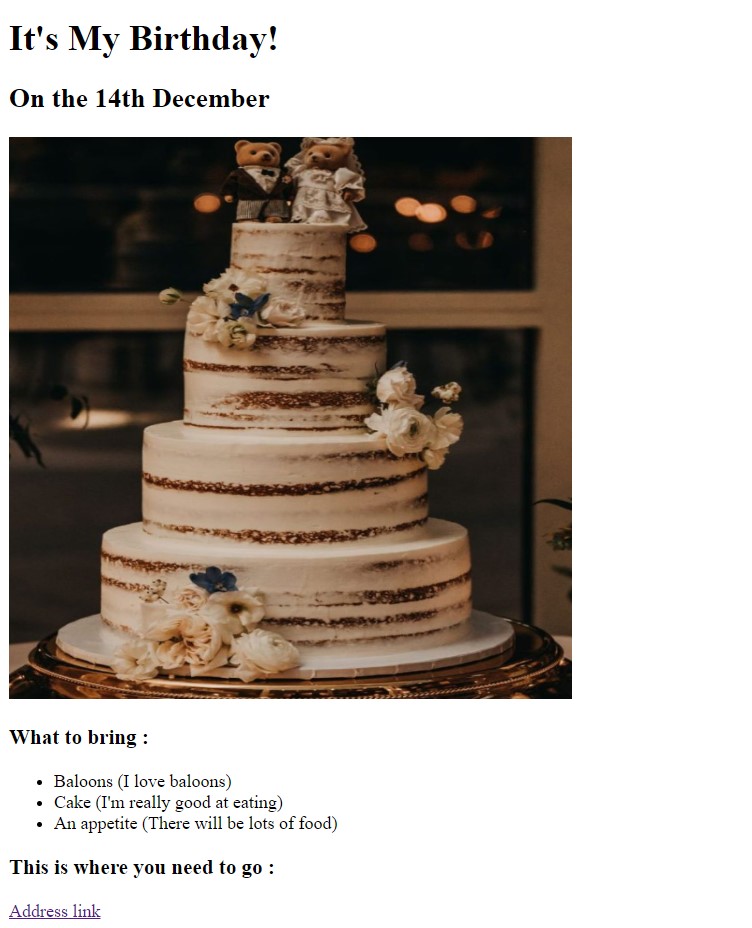 It's My Birthday!
On the 14th December
What to bring :
Baloons (I love baloons)
Cake (I'm really good at eating)
An appetite (There will be lots of food)
This is where you need to go :
Address link